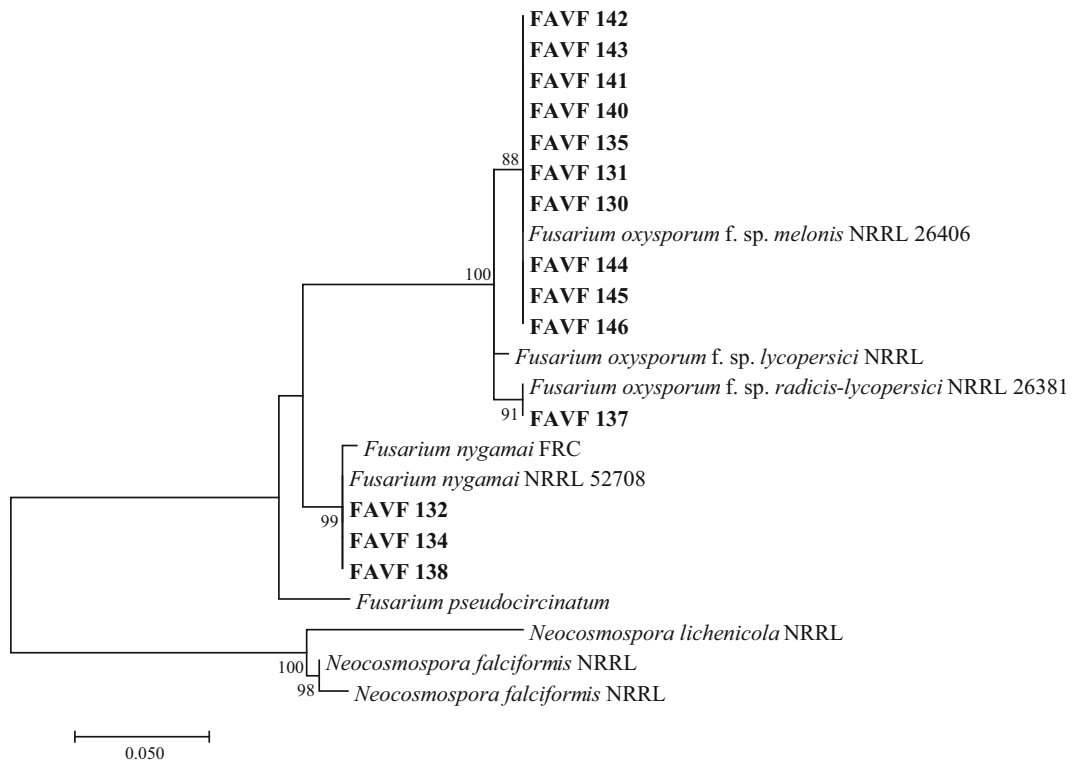 FAVF 142
FAVF 143
FAVF 141
FAVF 140
FAVF 135
88
FAVF 131
FAVF 130
Fusarium oxysporum f. sp. melonis NRRL 26406
FAVF 144
100
FAVF 145
FAVF 146
Fusarium oxysporum f. sp. lycopersici NRRL
Fusarium oxysporum f. sp. radicis-lycopersici NRRL 26381
91
FAVF 137
Fusarium nygamai FRC
Fusarium nygamai NRRL 52708
FAVF 132
99
FAVF 134
FAVF 138
Fusarium pseudocircinatum
Neocosmospora lichenicola NRRL
100
Neocosmospora falciformis NRRL
98
Neocosmospora falciformis NRRL
0.050